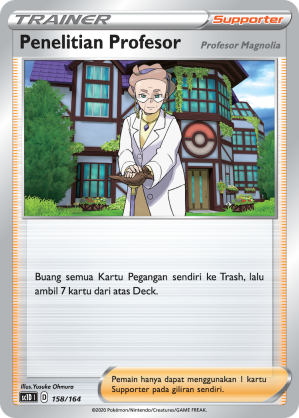 TRAINER Supporter
Penelitian Profesor Profesor Magnolia
Buang semua Kartu Pegangan sendiri ke Trash, lalu
ambil 7 kartu dari atas Deck.
Illus.Yusuke Ohmura
sc1D I D 158/164
Pemain hanya dapat menggunakan 1 kartu
Supporter pada giliran sendiri.
©2020 Pokémon/Nintendo/Creatures/GAME FREAK.